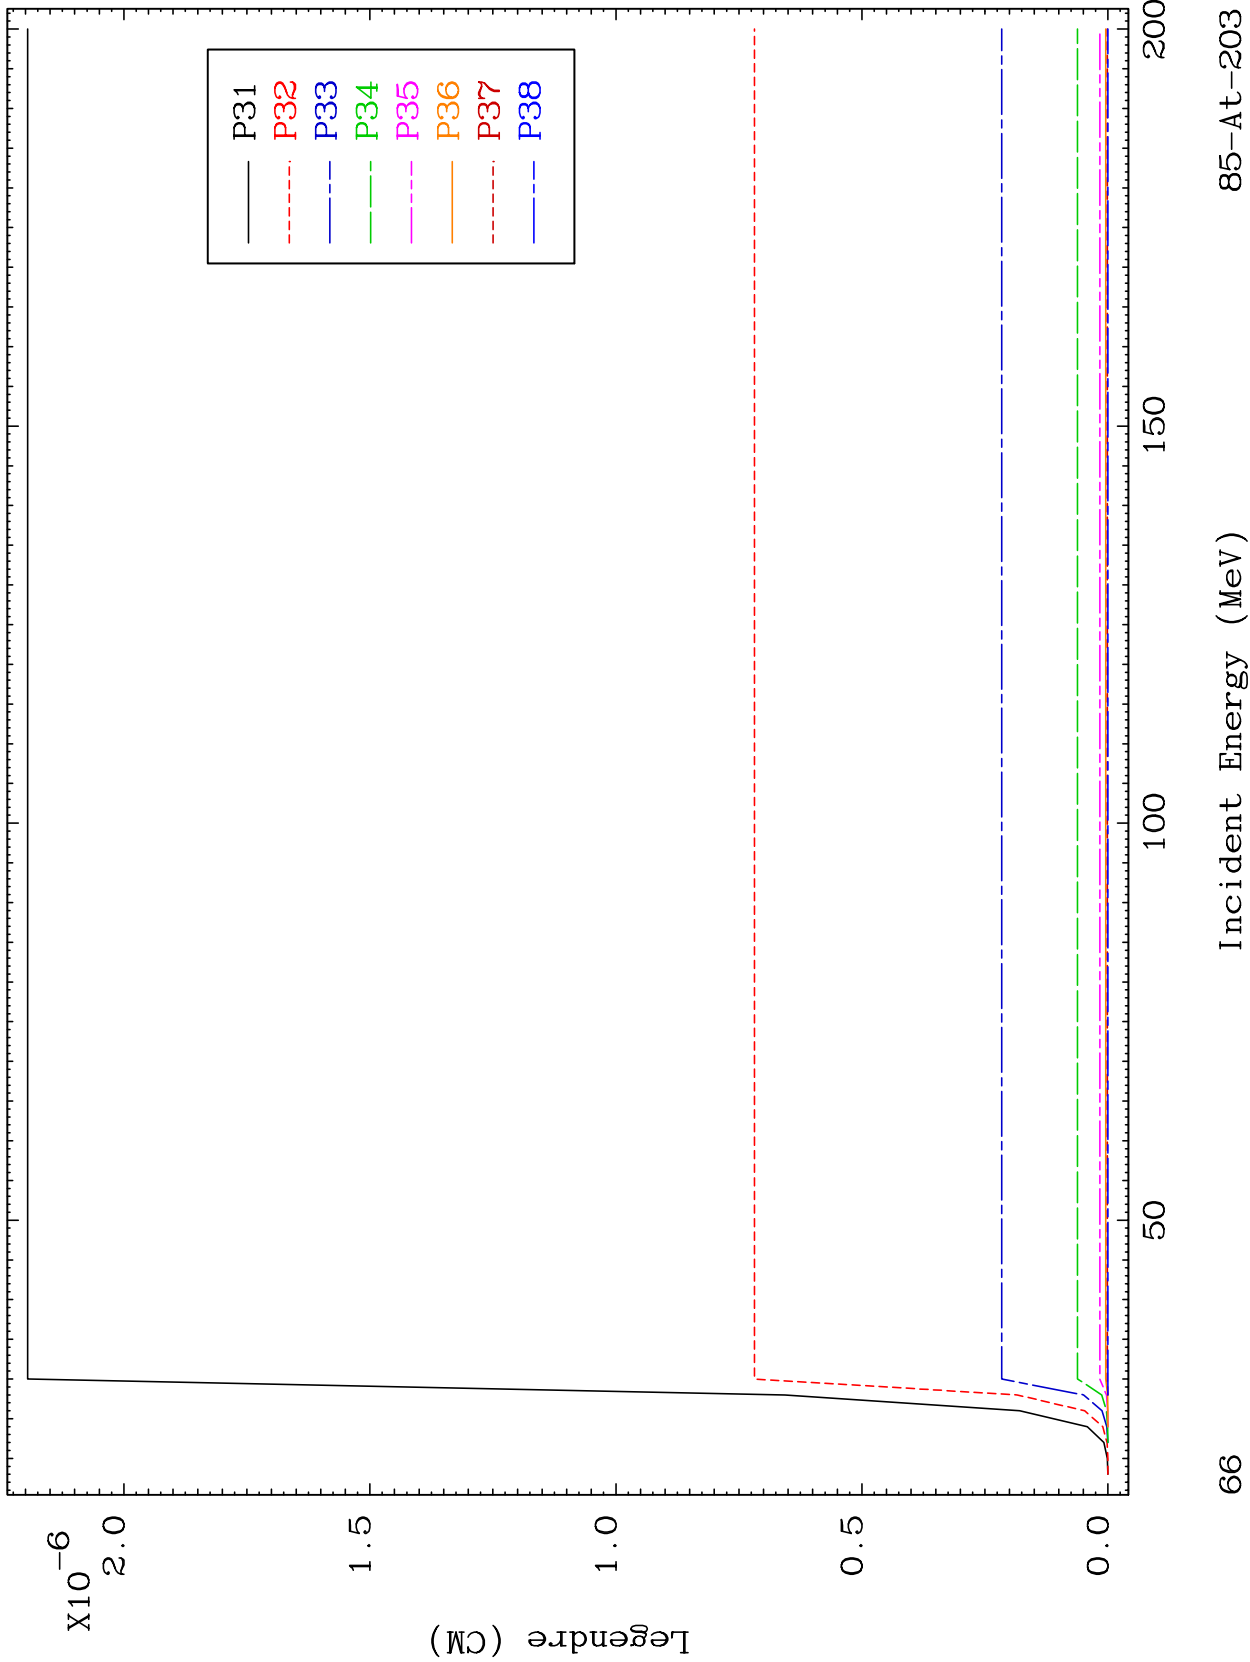 X10-6
2.0
1.5
1.0
0.5
0.0
Legendre (CM)
P31
P32
P33
P34
P35
P36
P37
P38
50
100
150
200
Incident Energy (MeV)
66
85-At-203